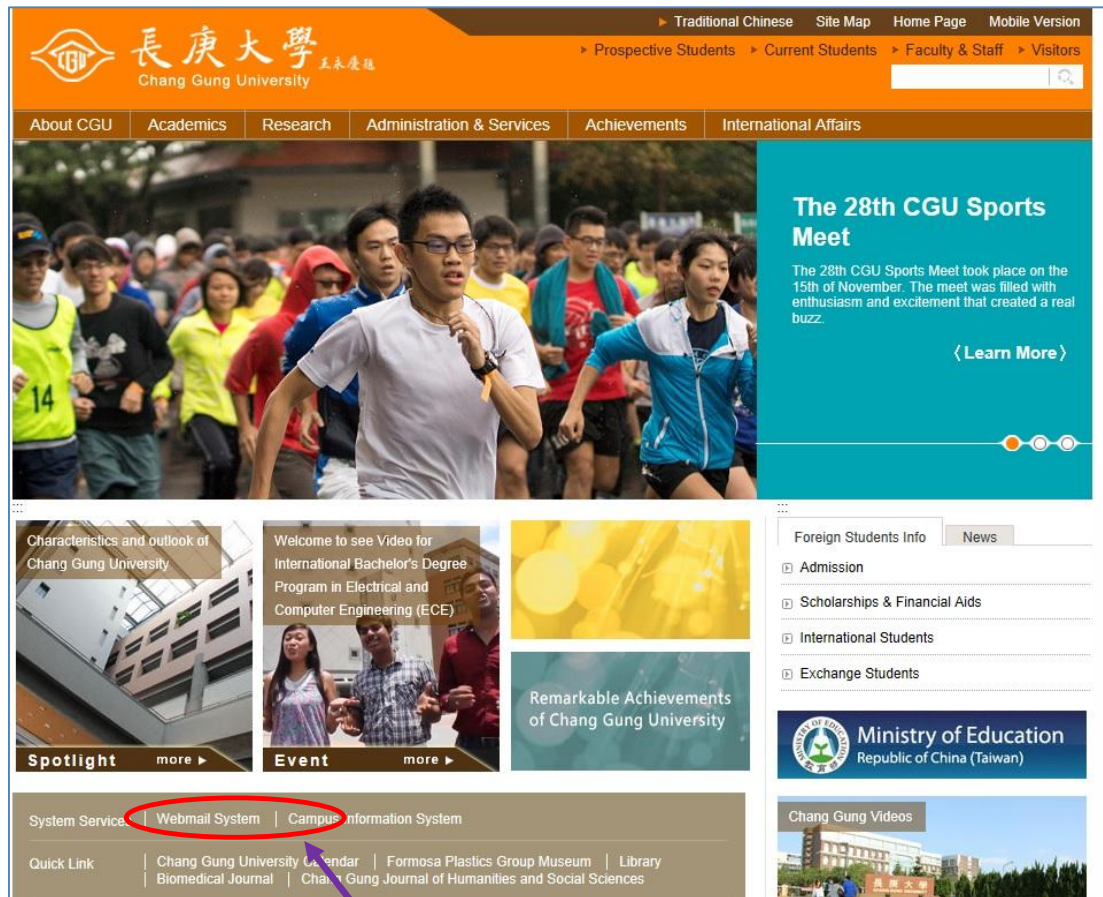 Traditional Chinese Site Map Home Page Mobile Version
Prospective Students Current Students Faculty & Staff Visitors
CGU
長庚大學
王永慶題
Chang Gung University
About CGU Academics Research Administration & Services Achievements International Affairs
14
The 28th CGU Sports
Meet
The 28th CGU Sports Meet took place on the
15th of November. The meet was filled with
enthusiasm and excitement that created a real
buzz.
〈Learn More〉
:::
Characteristics and outlook of
Chang Gung University
Spotlight more
Welcome to
see Video for
International Bachelor's Degree
Program in Electrical and
Computer Engineering (ECE)
Event more
Remarkable Achievements
of Chang Gung University
:::
Foreign Students Info News
Admission
Scholarships & Financial Aids
International Students
Exchange Students
MINISTRY OF EDUCATION
教育部
Ministry of Education
Republic of China (Taiwan)
Chang Gung Videos
長庚大學
System Services | Webmail System | Campus Information System
Quick Link | Chang Gung University Calendar | Formosa Plastics Group Museum | Library
| Biomedical Journal | Chang Gung Journal of Humanities and Social Sciences